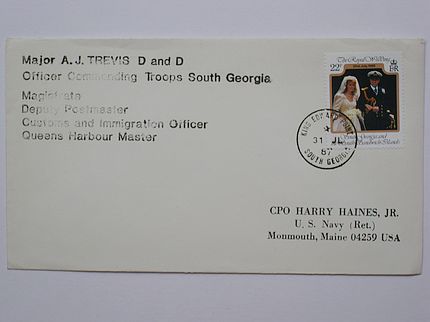 Major A.J. TREVIS D and D
Officer Commanding Troops South Georgia
Magistrate
Deputy Postmaster
Customs and Immigration Officer
Queens Harbour Master
The Royal Wedding
22p
KING EDWARD POINT
31 JL
87
SOUTH GEORGIA
South Georgia and
South Sandwich Islands
CPO HARRY HAINES, JR.
U. S. Navy (Ret.)
Monmouth, Maine 04259 USA